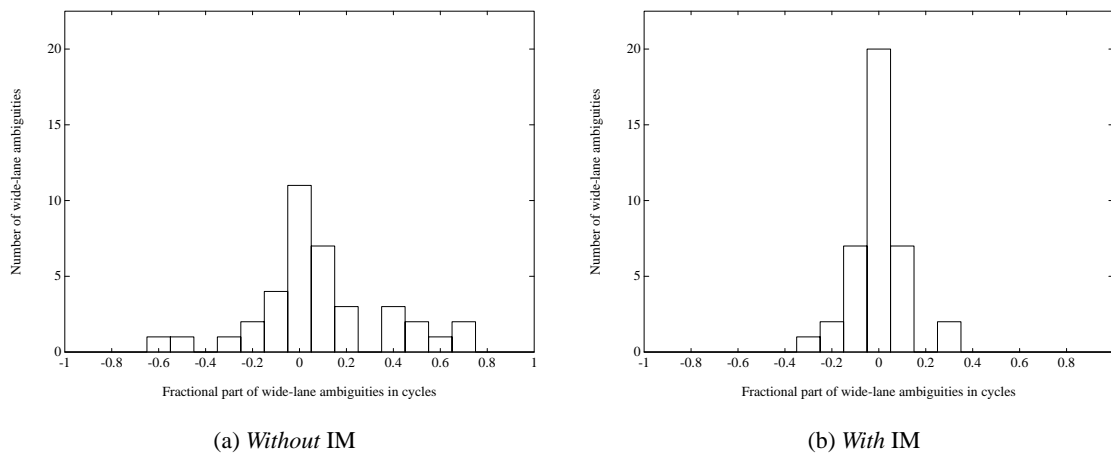 20
15
10
5
0
Number of wide-lane ambiguities
-1 -0.8 -0.6 -0.4 -0.2 0 0.2 0.4 0.6 0.8 1
Fractional part of wide-lane ambiguities in cycles
(a) Without IM
20
15
10
5
0
Number of wide-lane ambiguities
-1 -0.8 -0.6 -0.4 -0.2 0 0.2 0.4 0.6 0.8
Fractional part of wide-lane ambiguities in cycles
(b) With IM